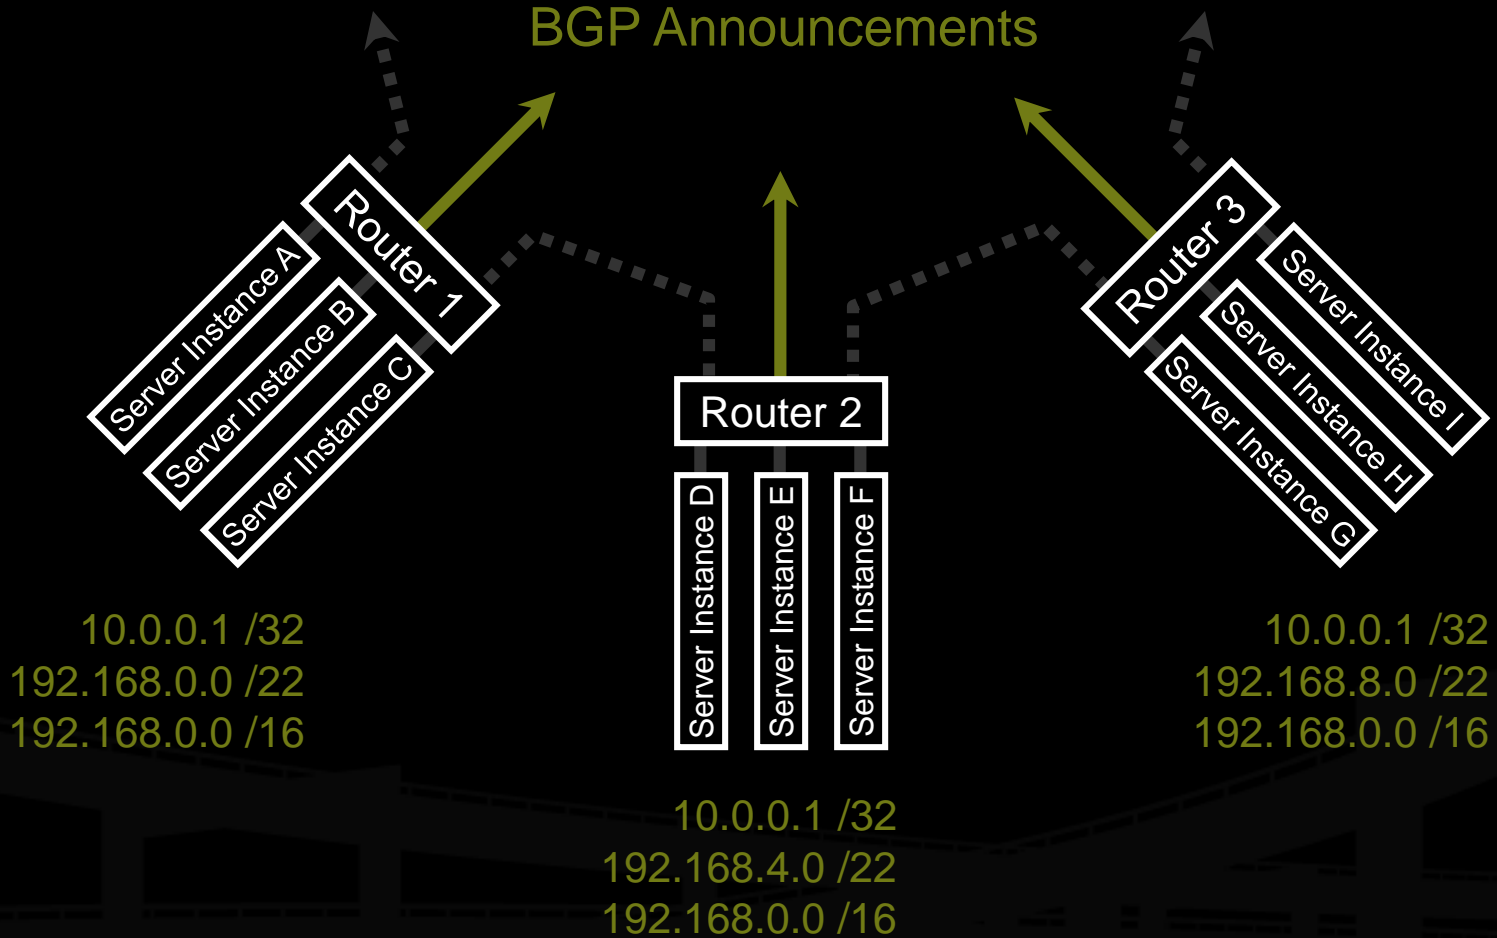 BGP Announcements
Router 1
Server Instance A
Server Instance B
Server Instance C
10.0.0.1 /32
192.168.0.0 /22
192.168.0.0 /16
Router 2
Server Instance D
Server Instance E
Server Instance F
10.0.0.1 /32
192.168.4.0 /22
192.168.0.0 /16
Router 3
Server Instance I
Server Instance H
Server Instance G
10.0.0.1 /32
192.168.8.0 /22
192.168.0.0 /16